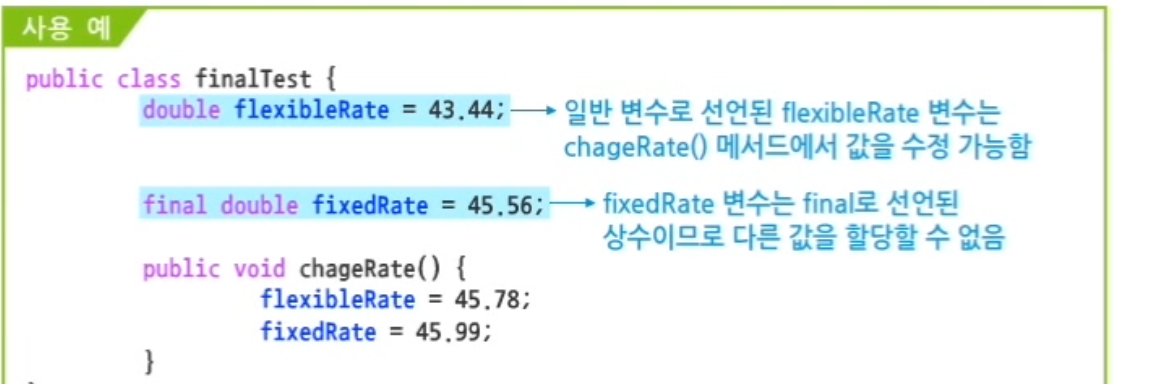 사용 예
public class finalTest {
double flexibleRate = 43.44; 일반 변수로 선언된 flexibleRate 변수는
chageRate() 메서드에서 값을 수정 가능함
final double fixedRate = 45.56; fixedRate 변수는 final로 선언된
상수이므로 다른 값을 할당할 수 없음
public void chageRate() {
flexibleRate = 45.78;
fixedRate = 45.99;
}